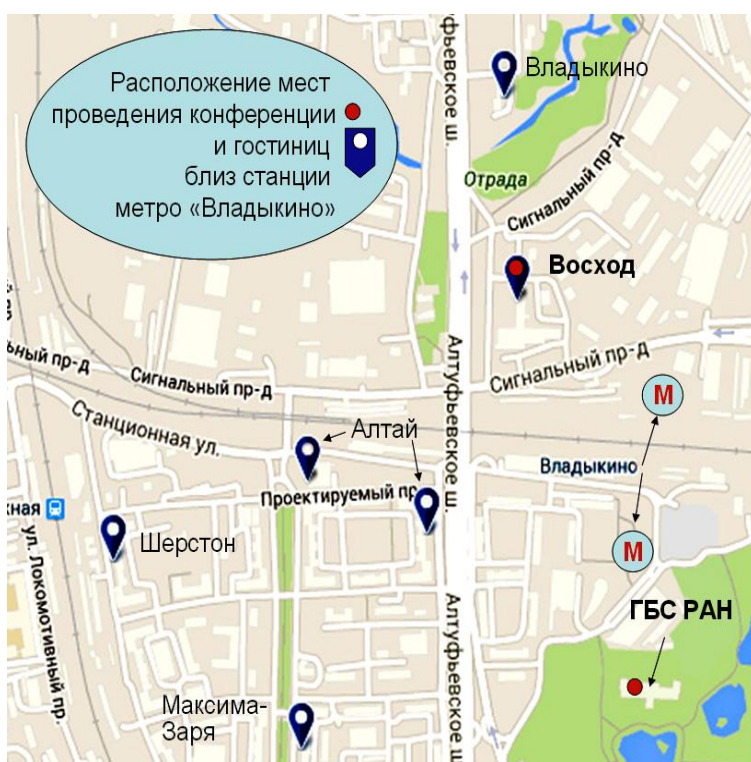 Расположение мест
проведения конференции
и гостиниц
близ станции
метро «Владыкино»
Алтуфьевское ш.
Владыкино
Отрада
Сигнальный пр-д
Восход
Алтуфьевское ш.
Сигнальный пр-д
Сигнальный пр-д
М
Станционная ул.
Алтай
Владыкино
Проектируемый пр
Шерстон
М
ул. Локомотивный пр.
Алтуфьевское ш
ГБС РАН
Максима-
Заря